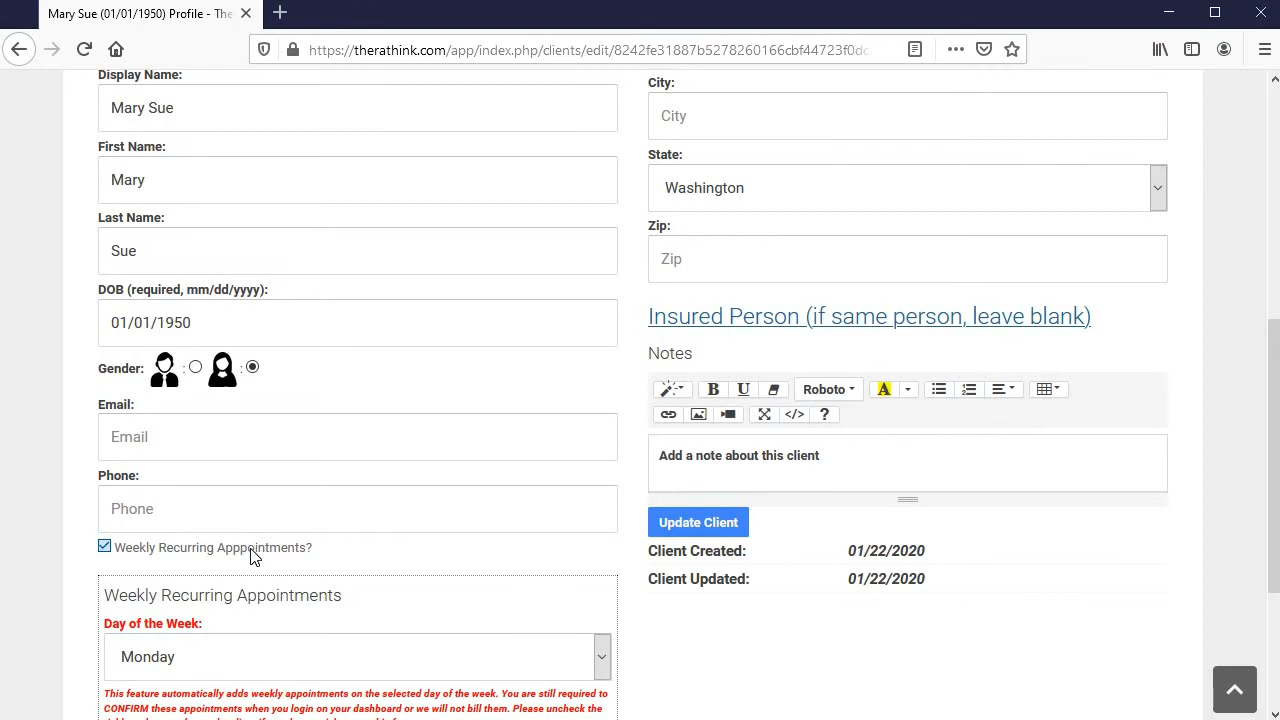 Mary Sue (01/01/1950) Profile - The
https://therathink.com/app/index.php/clients/edit/8242fe31887b5278260166cbf44723f0dc
Display Name:
Mary Sue
First Name:
Mary
Last Name:
Sue
DOB (required, mm/dd/yyyy):
01/01/1950
Gender: : :
Email:
Email
Phone:
Phone
Weekly Recurring Apppointments?
Weekly Recurring Appointments
Day of the Week:
Monday
This feature automatically adds weekly appointments on the selected day of the week. You are still required to
CONFIRM these appointments when you login on your dashboard or we will not bill them. Please uncheck the
City:
City
State:
Washington
Zip:
Zip
Insured Person (if same person, leave blank)
Notes
B U Roboto A
</> ?
Add a note about this client
Update Client
Client Created: 01/22/2020
Client Updated: 01/22/2020